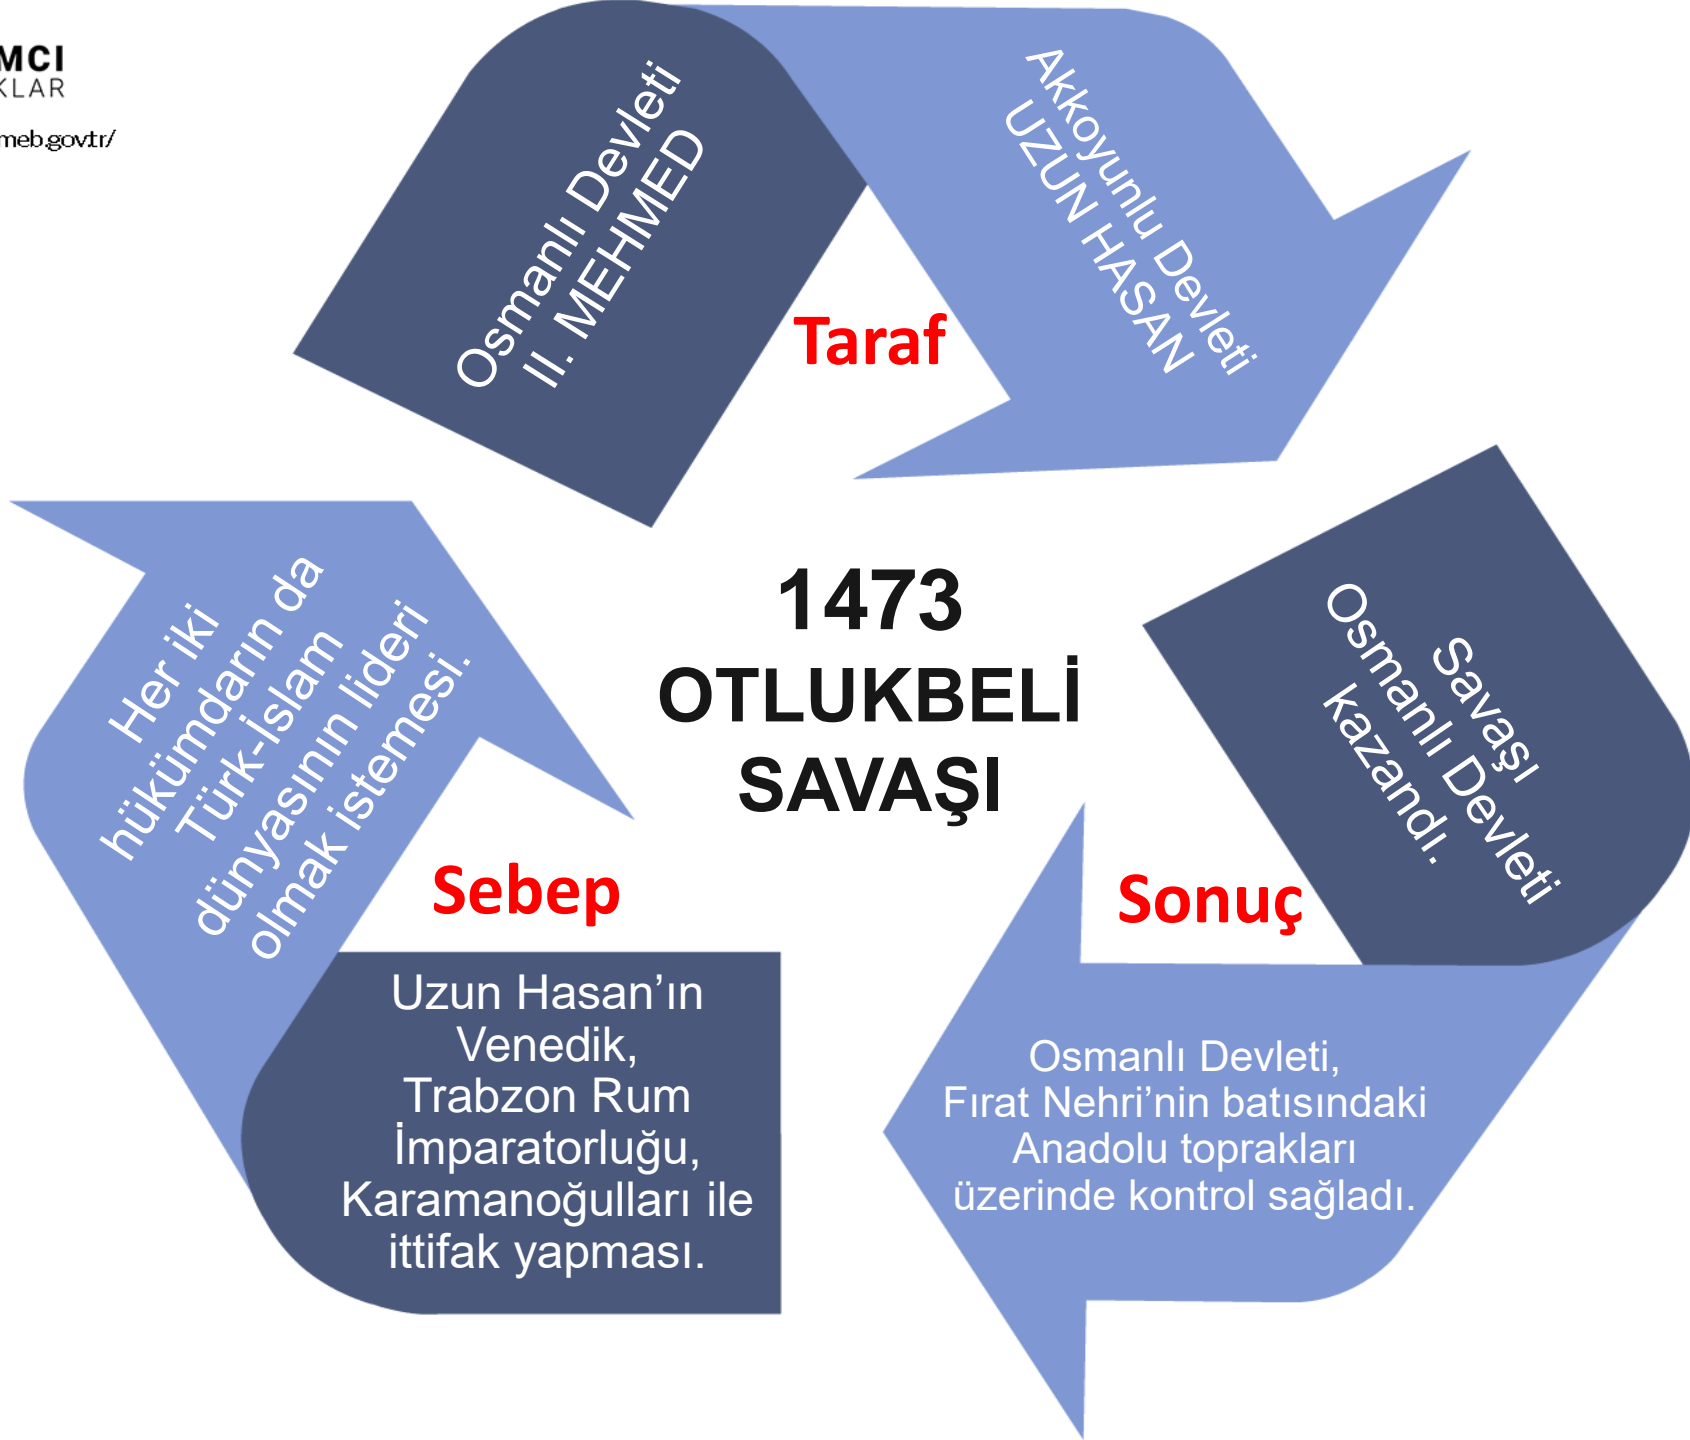 MCI
KLAR
meb.gov.tr/
Osmanlı Devleti
II. MEHMED
Akkoyunlu Devleti
UZUN HASAN
Taraf
1473
OTLUKBELİ
SAVAŞI
Her iki
hükümdarın da
Türk-İslam
dünyasının lideri
olmak istemesi.
Sebep
Uzun Hasan’ın
Venedik,
Trabzon Rum
İmparatorluğu,
Karamanoğulları ile
ittifak yapması.
Savaşı
Osmanlı Devleti
kazandı.
Sonuç
Osmanlı Devleti,
Fırat Nehri’nin batısındaki
Anadolu toprakları
üzerinde kontrol sağladı.